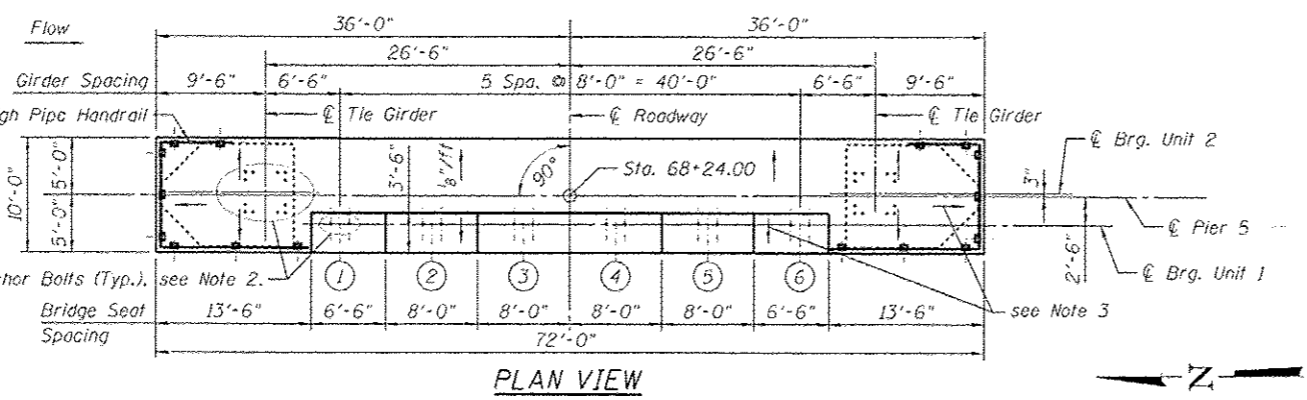 Flow
36'-0" 36'-0"
26'-6" 26'-6"
Girder Spacing 9'-6" 6'-6" 5 Spa. @ 8'-0" = 40'-0" 6'-6" 9'-6"
gh Pipe Handrail ℄ Tie Girder ℄ Roadway ℄ Tie Girder
℄ Brg. Unit 2
10'-0" 5'-0" 5'-0" 3'-6" 1/8"/ft 90° Sta. 68+24.00 3"
℄ Pier 5
2'-6" ℄ Brg. Unit 1
chor Bolts (Typ.), see Note 2. 1 2 3 4 5 6
see Note 3
Bridge Seat Spacing 13'-6" 6'-6" 8'-0" 8'-0" 8'-0" 8'-0" 6'-6" 13'-6"
72'-0"
PLAN VIEW
Z